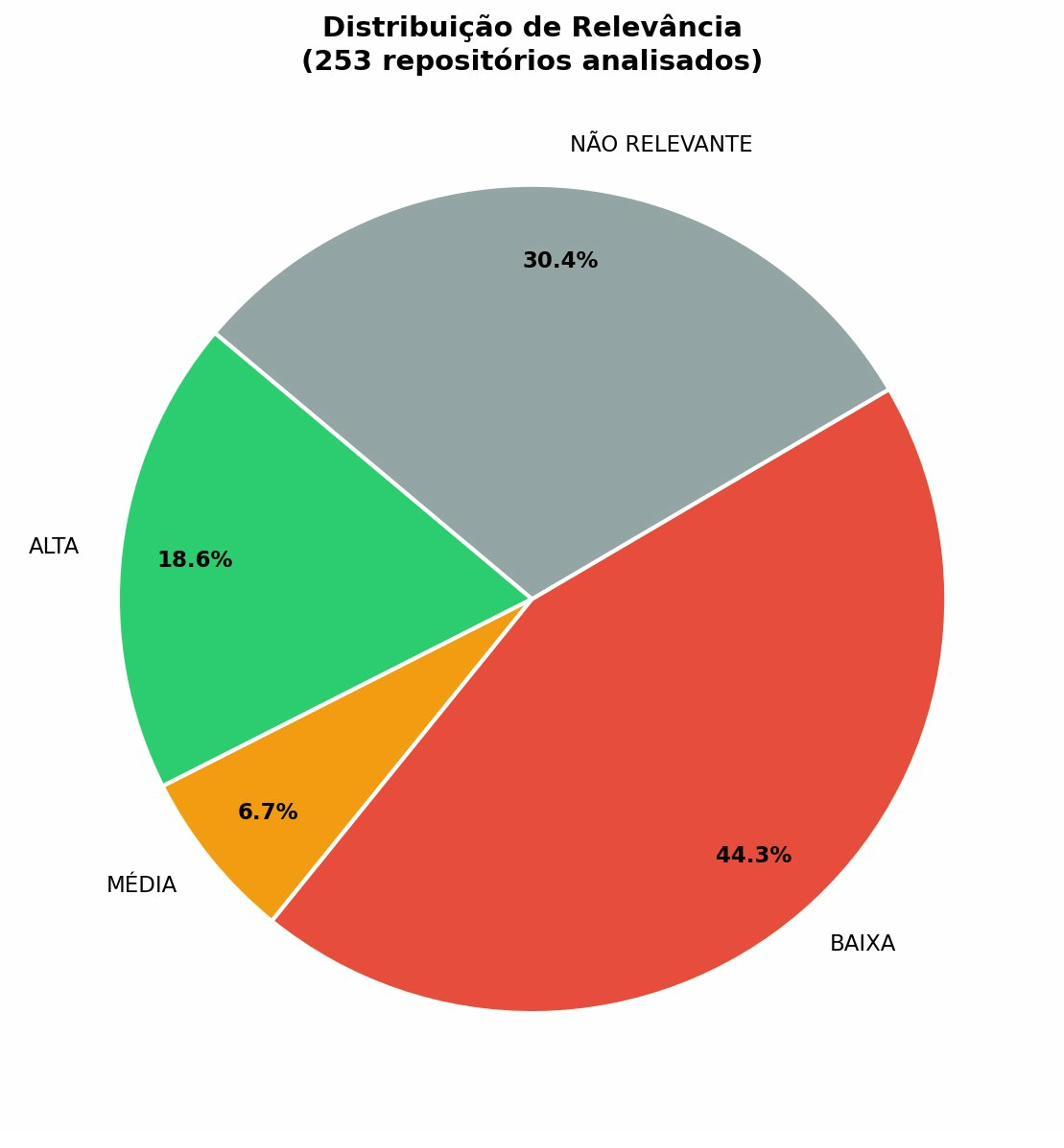 Distribuição de Relevância
(253 repositórios analisados)
NÃO RELEVANTE
30.4%
ALTA
18.6%
6.7%
MÉDIA
44.3%
BAIXA